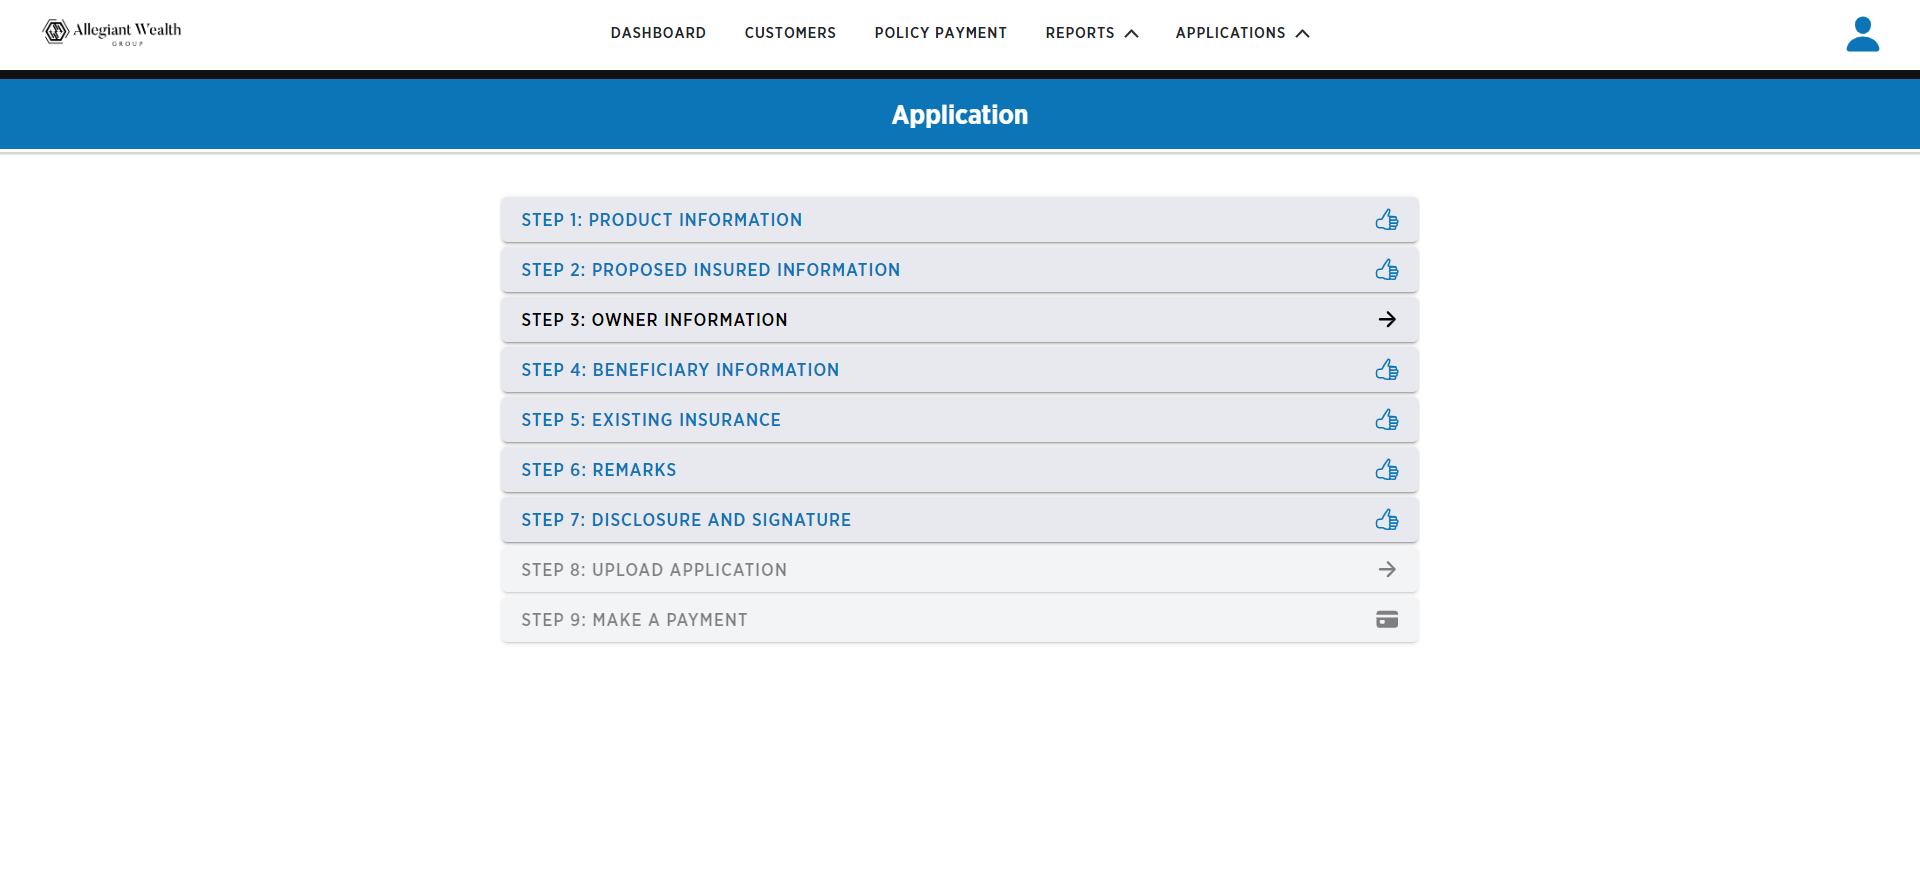 Allegiant Wealth
GROUP
DASHBOARD CUSTOMERS POLICY PAYMENT REPORTS APPLICATIONS
Application
STEP 1: PRODUCT INFORMATION
STEP 2: PROPOSED INSURED INFORMATION
STEP 3: OWNER INFORMATION
STEP 4: BENEFICIARY INFORMATION
STEP 5: EXISTING INSURANCE
STEP 6: REMARKS
STEP 7: DISCLOSURE AND SIGNATURE
STEP 8: UPLOAD APPLICATION
STEP 9: MAKE A PAYMENT